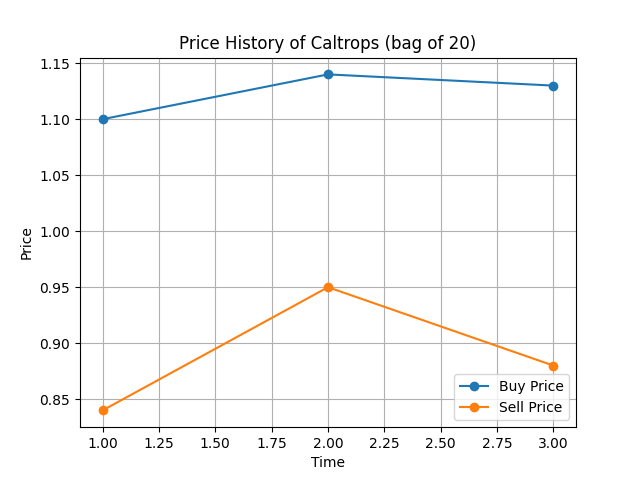 Price History of Caltrops (bag of 20)
1.15
1.10
1.05
1.00
0.95
0.90
0.85
Price
1.00 1.25 1.50 1.75 2.00 2.25 2.50 2.75 3.00
Time
Buy Price
Sell Price